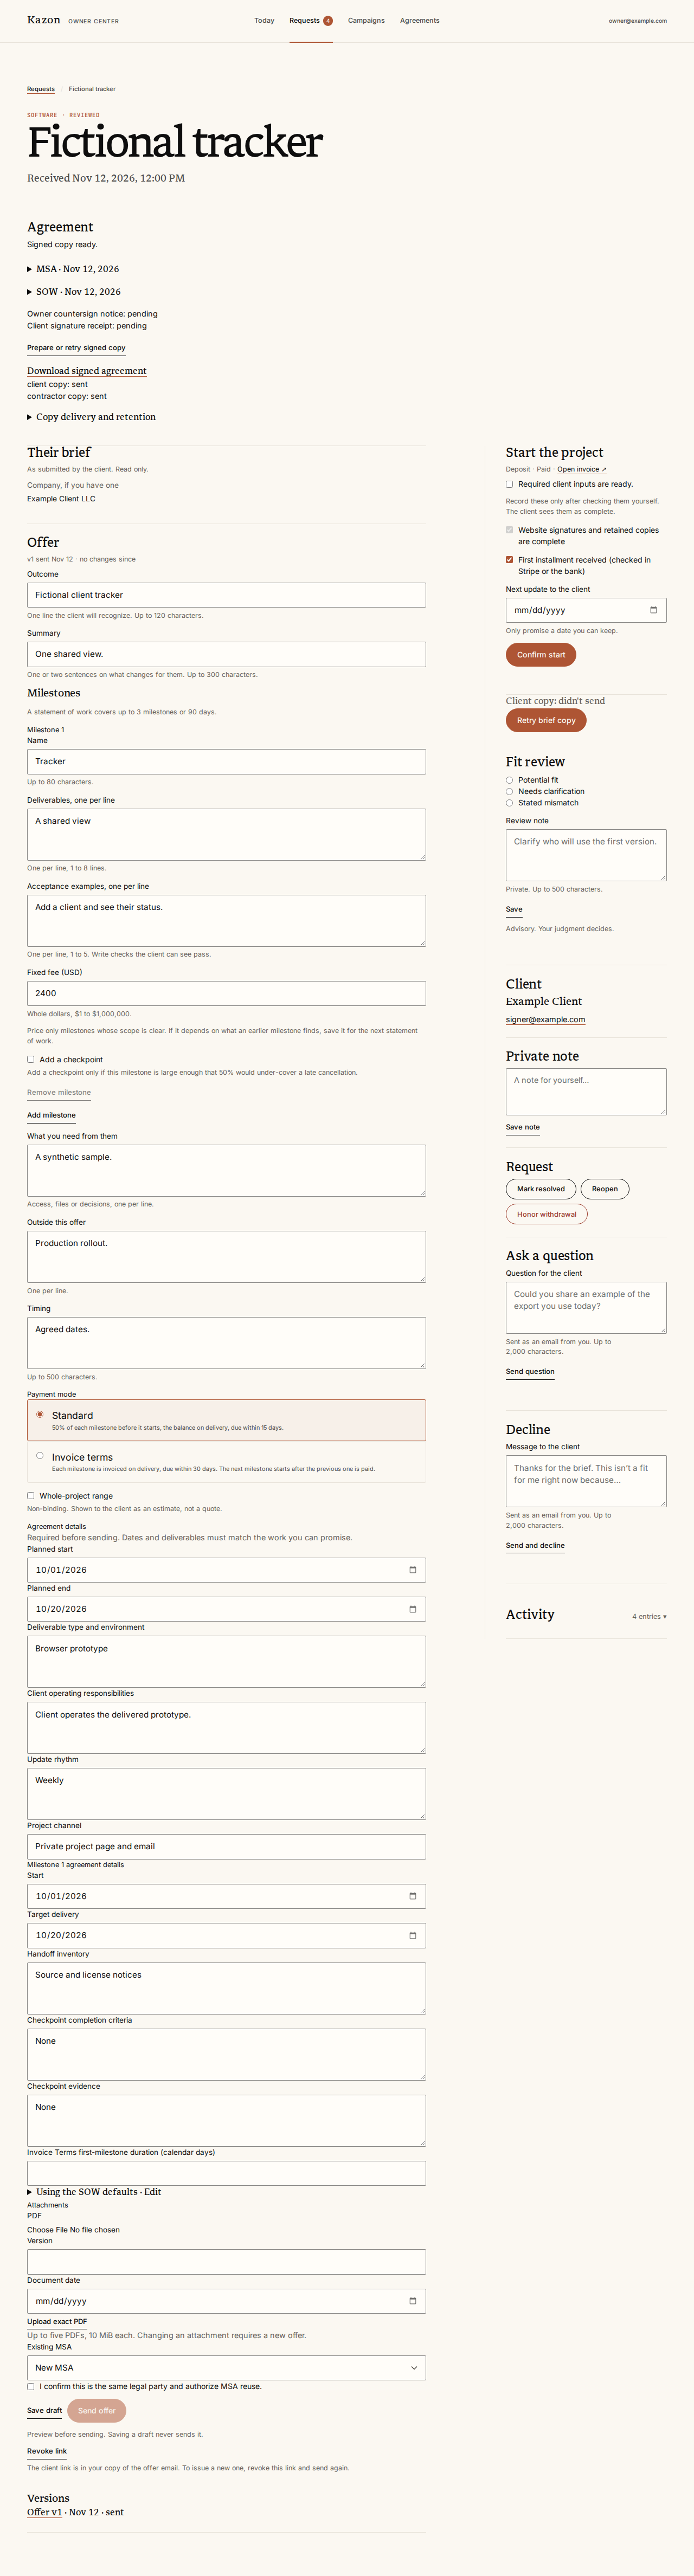 Kazon OWNER CENTER
Today
Requests 4
Campaigns
Agreements
owner@example.com
Requests / Fictional tracker
SOFTWARE · REVIEWED
Fictional tracker
Received Nov 12, 2026, 12:00 PM
Agreement
Signed copy ready.
MSA · Nov 12, 2026
SOW · Nov 12, 2026
Owner countersign notice: pending
Client signature receipt: pending
Prepare or retry signed copy
Download signed agreement
client copy: sent
contractor copy: sent
Copy delivery and retention
Their brief
As submitted by the client. Read only.
Company, if you have one
Example Client LLC
Offer
v1 sent Nov 12 · no changes since
Outcome
Fictional client tracker
One line the client will recognize. Up to 120 characters.
Summary
One shared view.
One or two sentences on what changes for them. Up to 300 characters.
Milestones
A statement of work covers up to 3 milestones or 90 days.
Milestone 1
Name
Tracker
Up to 80 characters.
Deliverables, one per line
A shared view
One per line, 1 to 8 lines.
Acceptance examples, one per line
Add a client and see their status.
One per line, 1 to 5. Write checks the client can see pass.
Fixed fee (USD)
2400
Whole dollars, $1 to $1,000,000.
Price only milestones whose scope is clear. If it depends on what an earlier milestone finds, save it for the next statement
of work.
Add a checkpoint
Add a checkpoint only if this milestone is large enough that 50% would under-cover a late cancellation.
Remove milestone
Add milestone
What you need from them
A synthetic sample.
Access, files or decisions, one per line.
Outside this offer
Production rollout.
One per line.
Timing
Agreed dates.
Up to 500 characters.
Payment mode
Standard
50% of each milestone before it starts, the balance on delivery, due within 15 days.
Invoice terms
Each milestone is invoiced on delivery, due within 30 days. The next milestone starts after the previous one is paid.
Whole-project range
Non-binding. Shown to the client as an estimate, not a quote.
Agreement details
Required before sending. Dates and deliverables must match the work you can promise.
Planned start
10/01/2026
Planned end
10/20/2026
Deliverable type and environment
Browser prototype
Client operating responsibilities
Client operates the delivered prototype.
Update rhythm
Weekly
Project channel
Private project page and email
Milestone 1 agreement details
Start
10/01/2026
Target delivery
10/20/2026
Handoff inventory
Source and license notices
Checkpoint completion criteria
None
Checkpoint evidence
None
Invoice Terms first-milestone duration (calendar days)
Using the SOW defaults · Edit
Attachments
PDF
Choose File No file chosen
Version
Document date
mm/dd/yyyy
Upload exact PDF
Up to five PDFs, 10 MiB each. Changing an attachment requires a new offer.
Existing MSA
New MSA
I confirm this is the same legal party and authorize MSA reuse.
Save draft
Send offer
Preview before sending. Saving a draft never sends it.
Revoke link
The client link is in your copy of the offer email. To issue a new one, revoke this link and send again.
Versions
Offer v1 · Nov 12 · sent
Start the project
Deposit · Paid · Open invoice ↗
Required client inputs are ready.
Record these only after checking them yourself.
The client sees them as complete.
Website signatures and retained copies
are complete
First installment received (checked in
Stripe or the bank)
Next update to the client
mm/dd/yyyy
Only promise a date you can keep.
Confirm start
Client copy: didn't send
Retry brief copy
Fit review
Potential fit
Needs clarification
Stated mismatch
Review note
Clarify who will use the first version.
Private. Up to 500 characters.
Save
Advisory. Your judgment decides.
Client
Example Client
signer@example.com
Private note
A note for yourself…
Save note
Request
Mark resolved
Reopen
Honor withdrawal
Ask a question
Question for the client
Could you share an example of the
export you use today?
Sent as an email from you. Up to
2,000 characters.
Send question
Decline
Message to the client
Thanks for the brief. This isn't a fit
for me right now because…
Sent as an email from you. Up to
2,000 characters.
Send and decline
Activity
4 entries ▾